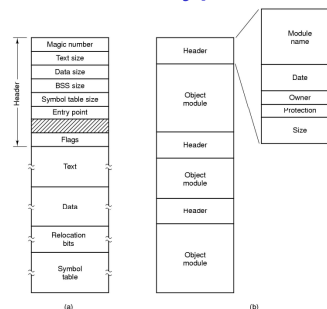 Header
Magic number
Text size
Data size
BSS size
Symbol table size
Entry point
Flags
Text
Data
Relocation
bits
Symbol
table
(a)
Header
Object
module
Header
Object
module
Header
Object
module
(b)
Module
name
Date
Owner
Protection
Size